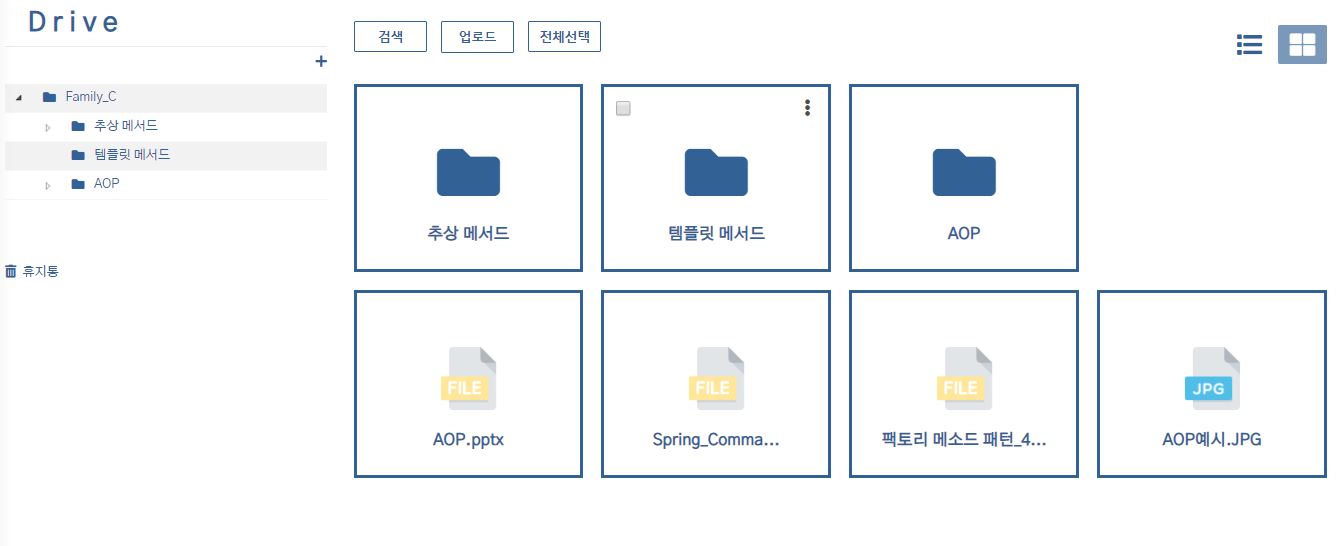 Drive
+
Family_C
추상 메서드
템플릿 메서드
AOP
휴지통
검색
업로드
전체선택
추상 메서드
템플릿 메서드
AOP
FILE
FILE
FILE
JPG
AOP.pptx
Spring_Comma...
팩토리 메소드 패턴_4...
AOP예시.JPG